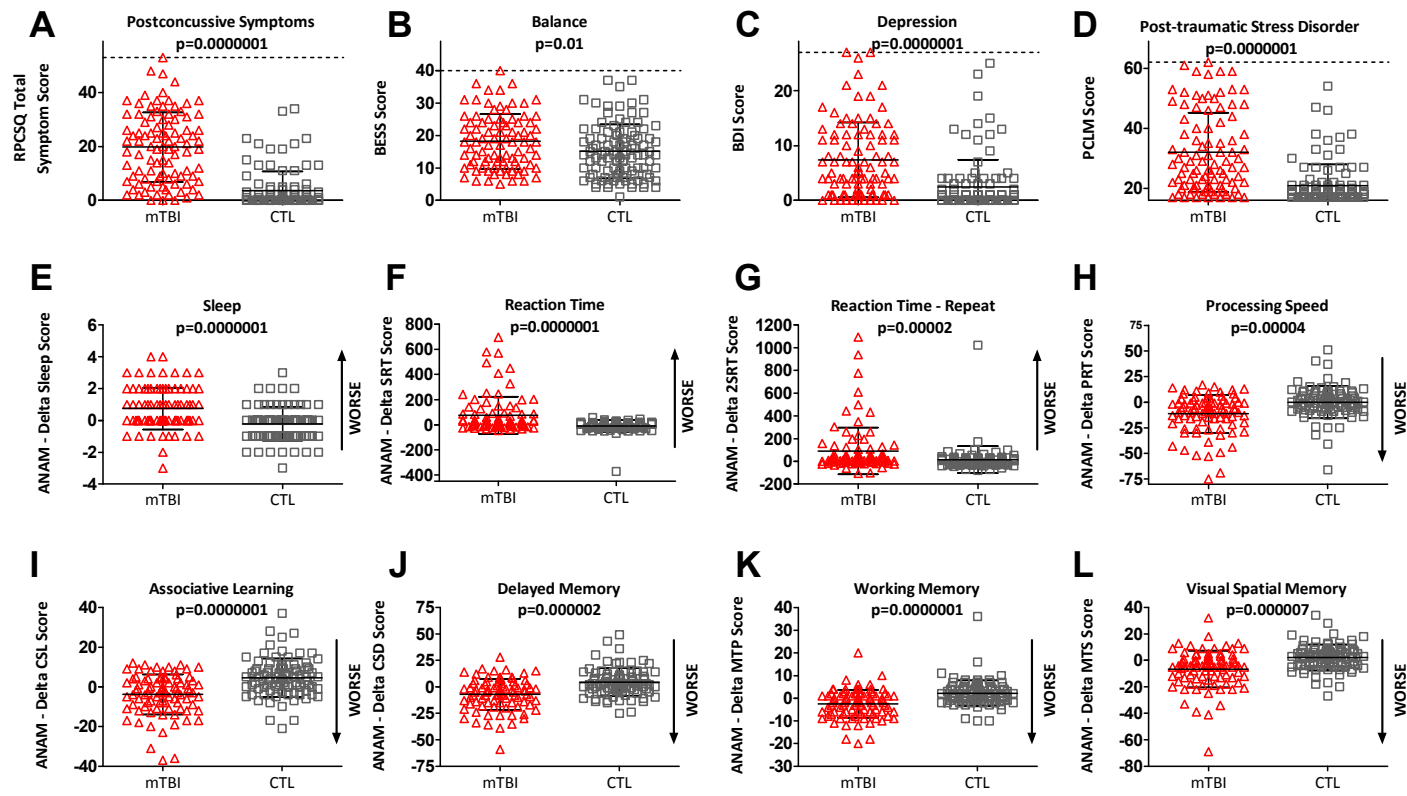 A
Postconcussive Symptoms
p=0.0000001
RPCSQ Total
Symptom Score
60
40
20
0
mTBI
CTL
B
Balance
p=0.01
BESS Score
50
40
30
20
10
0
mTBI
CTL
C
Depression
p=0.0000001
BDI Score
20
10
0
mTBI
CTL
D
Post-traumatic Stress Disorder
p=0.0000001
PCLM Score
60
40
20
mTBI
CTL
E
Sleep
p=0.0000001
ANAM - Delta Sleep Score
6
4
2
0
-2
-4
mTBI
CTL
WORSE
F
Reaction Time
p=0.0000001
ANAM - Delta SRT Score
800
600
400
200
0
-200
-400
mTBI
CTL
WORSE
G
Reaction Time - Repeat
p=0.00002
ANAM - Delta 2SRT Score
1200
1000
800
600
400
200
0
-200
mTBI
CTL
WORSE
H
Processing Speed
p=0.00004
ANAM - Delta PRT Score
75
50
25
0
-25
-50
-75
mTBI
CTL
WORSE
I
Associative Learning
p=0.0000001
ANAM - Delta CSL Score
40
20
0
-20
-40
mTBI
CTL
WORSE
J
Delayed Memory
p=0.000002
ANAM - Delta CSD Score
75
50
25
0
-25
-50
-75
mTBI
CTL
WORSE
K
Working Memory
p=0.0000001
ANAM - Delta MTP Score
40
30
20
10
0
-10
-20
-30
mTBI
CTL
WORSE
L
Visual Spatial Memory
p=0.000007
ANAM - Delta MTS Score
40
20
0
-20
-40
-60
-80
mTBI
CTL
WORSE